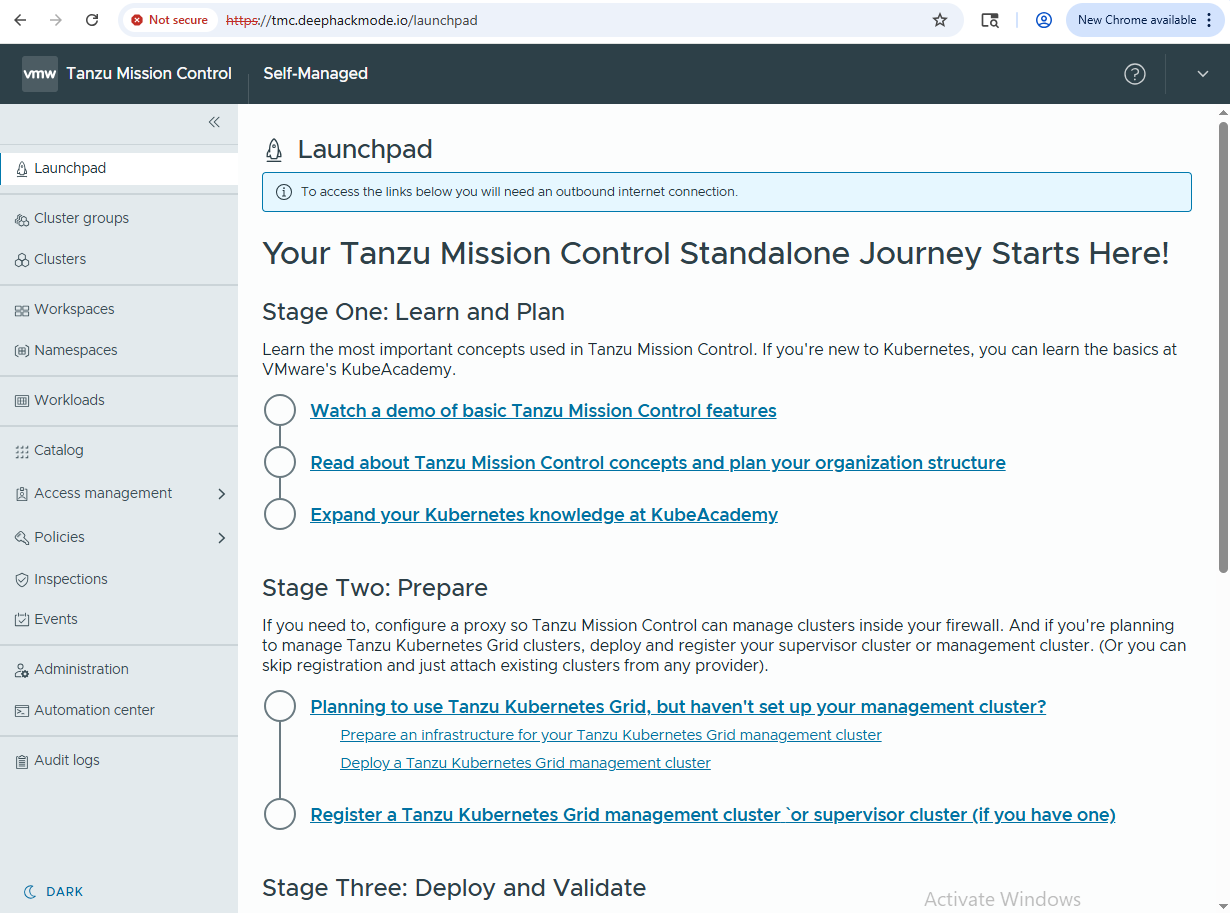 Not secure
https://tmc.deephackmode.io/launchpad
New Chrome available
vmw
Tanzu Mission Control
Self-Managed
Launchpad
Cluster groups
Clusters
Workspaces
Namespaces
Workloads
Catalog
Access management
Policies
Inspections
Events
Administration
Automation center
Audit logs
DARK
Launchpad
To access the links below you will need an outbound internet connection.
Your Tanzu Mission Control Standalone Journey Starts Here!
Stage One: Learn and Plan
Learn the most important concepts used in Tanzu Mission Control. If you're new to Kubernetes, you can learn the basics at
VMware's KubeAcademy.
Watch a demo of basic Tanzu Mission Control features
Read about Tanzu Mission Control concepts and plan your organization structure
Expand your Kubernetes knowledge at KubeAcademy
Stage Two: Prepare
If you need to, configure a proxy so Tanzu Mission Control can manage clusters inside your firewall. And if you're planning
to manage Tanzu Kubernetes Grid clusters, deploy and register your supervisor cluster or management cluster. (Or you can
skip registration and just attach existing clusters from any provider).
Planning to use Tanzu Kubernetes Grid, but haven't set up your management cluster?
Prepare an infrastructure for your Tanzu Kubernetes Grid management cluster
Deploy a Tanzu Kubernetes Grid management cluster
Register a Tanzu Kubernetes Grid management cluster `or supervisor cluster (if you have one)
Stage Three: Deploy and Validate
Activate Windows